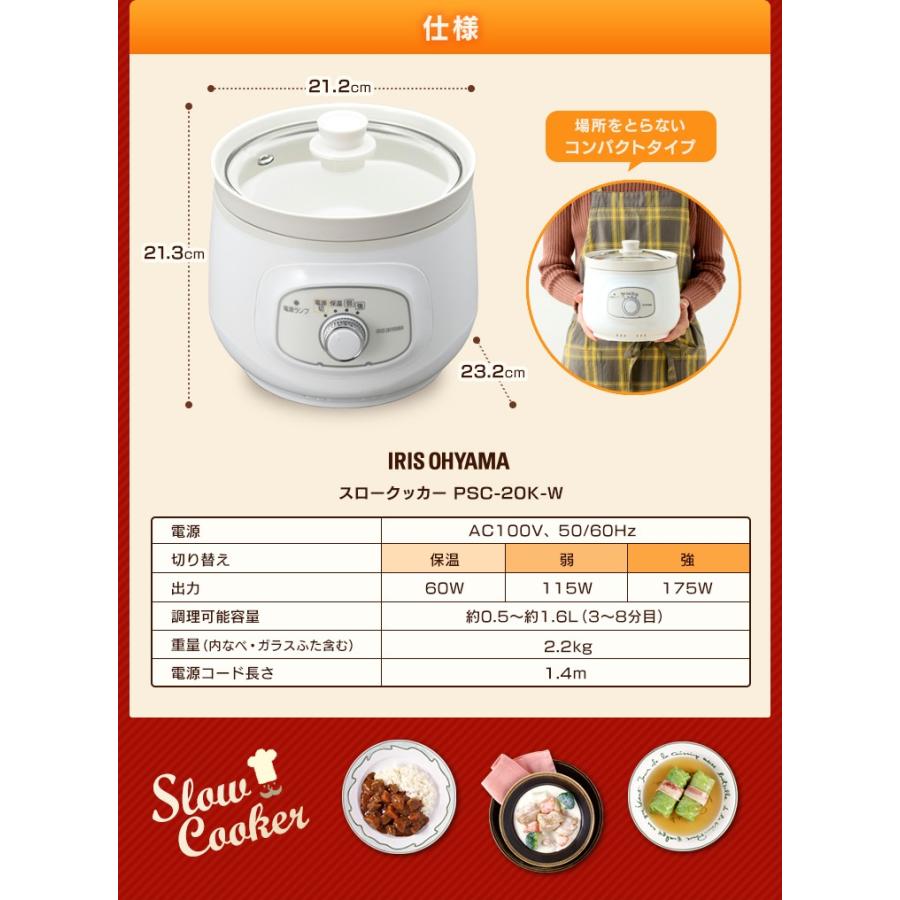 仕様
21.2cm
場所をとらない
コンパクトタイプ
21.3cm
電源 切 保温 弱 強
電源ランプ
IRIS OHYAMA
23.2cm
IRIS OHYAMA
スロークッカー PSC-20K-W
電源 AC100V、50/60Hz
切り替え 保温 弱 強
出力 60W 115W 175W
調理可能容量 約0.5〜約1.6L（3〜8分目）
重量（内なべ・ガラスふた含む） 2.2kg
電源コード長さ 1.4m
Slow
Cooker